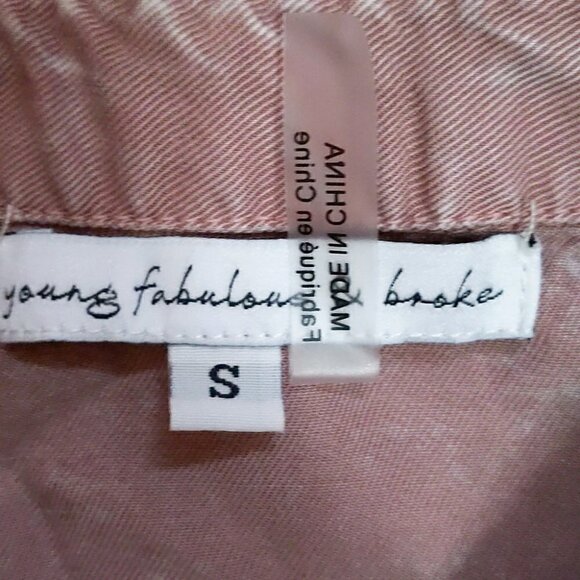 young fabulous & broke
S
Fabriqué en Chine
MADE IN CHINA